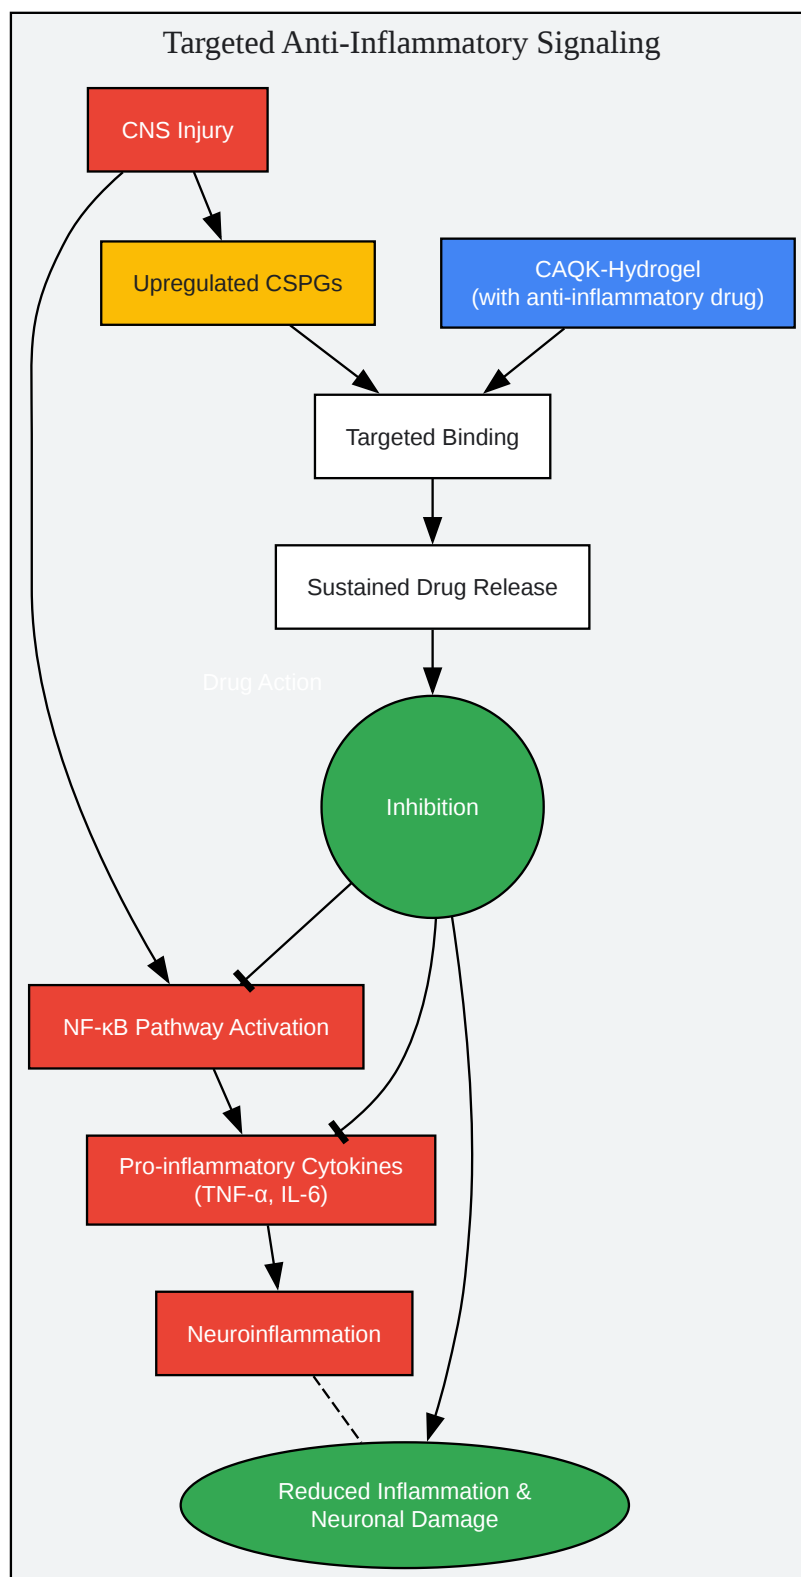 Targeted Anti-Inflammatory Signaling
CNS Injury
Upregulated CSPGs
CAQK-Hydrogel
(with anti-inflammatory drug)
Targeted Binding
Sustained Drug Release
Drug Action
Inhibition
NF-κB Pathway Activation
Pro-inflammatory Cytokines
(TNF-α, IL-6)
Neuroinflammation
Reduced Inflammation &
Neuronal Damage